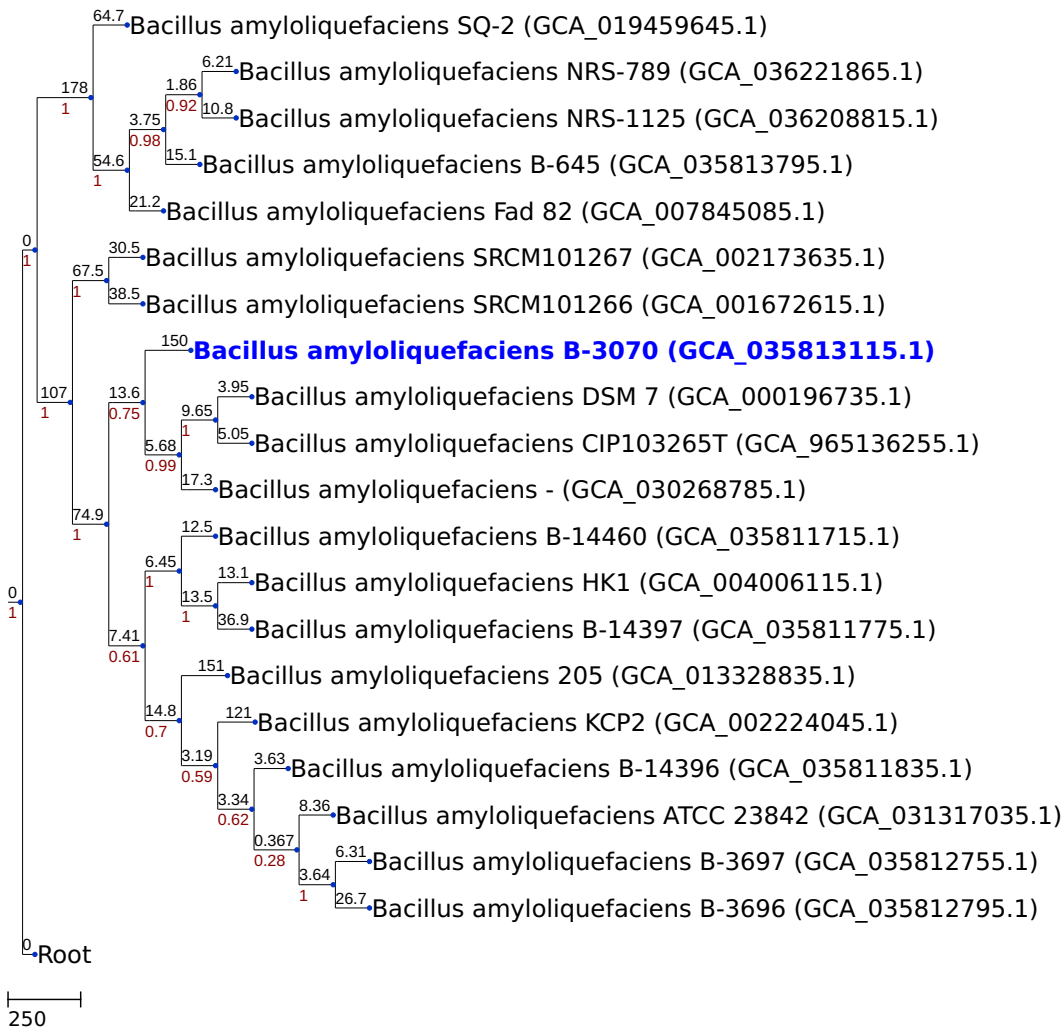 64.7 Bacillus amyloliquefaciens SQ-2 (GCA_019459645.1)
6.21 Bacillus amyloliquefaciens NRS-789 (GCA_036221865.1)
178 1.86
1 0.92
10.8 Bacillus amyloliquefaciens NRS-1125 (GCA_036208815.1)
3.75
0.98
15.1 Bacillus amyloliquefaciens B-645 (GCA_035813795.1)
54.6
1
21.2 Bacillus amyloliquefaciens Fad 82 (GCA_007845085.1)
0
1
30.5 Bacillus amyloliquefaciens SRCM101267 (GCA_002173635.1)
67.5
1
38.5 Bacillus amyloliquefaciens SRCM101266 (GCA_001672615.1)
150 Bacillus amyloliquefaciens B-3070 (GCA_035813115.1)
107 13.6
1 0.75
3.95 Bacillus amyloliquefaciens DSM 7 (GCA_000196735.1)
9.65
1
5.05 Bacillus amyloliquefaciens CIP103265T (GCA_965136255.1)
5.68
0.99
17.3 Bacillus amyloliquefaciens - (GCA_030268785.1)
74.9
1
12.5 Bacillus amyloliquefaciens B-14460 (GCA_035811715.1)
6.45
1
13.1 Bacillus amyloliquefaciens HK1 (GCA_004006115.1)
0 13.5
1 1
36.9 Bacillus amyloliquefaciens B-14397 (GCA_035811775.1)
7.41
0.61
151 Bacillus amyloliquefaciens 205 (GCA_013328835.1)
14.8
0.7
121 Bacillus amyloliquefaciens KCP2 (GCA_002224045.1)
3.19
0.59
3.63 Bacillus amyloliquefaciens B-14396 (GCA_035811835.1)
3.34
0.62
8.36 Bacillus amyloliquefaciens ATCC 23842 (GCA_031317035.1)
0.367
0.28
6.31 Bacillus amyloliquefaciens B-3697 (GCA_035812755.1)
3.64
1
26.7 Bacillus amyloliquefaciens B-3696 (GCA_035812795.1)
0 Root
250